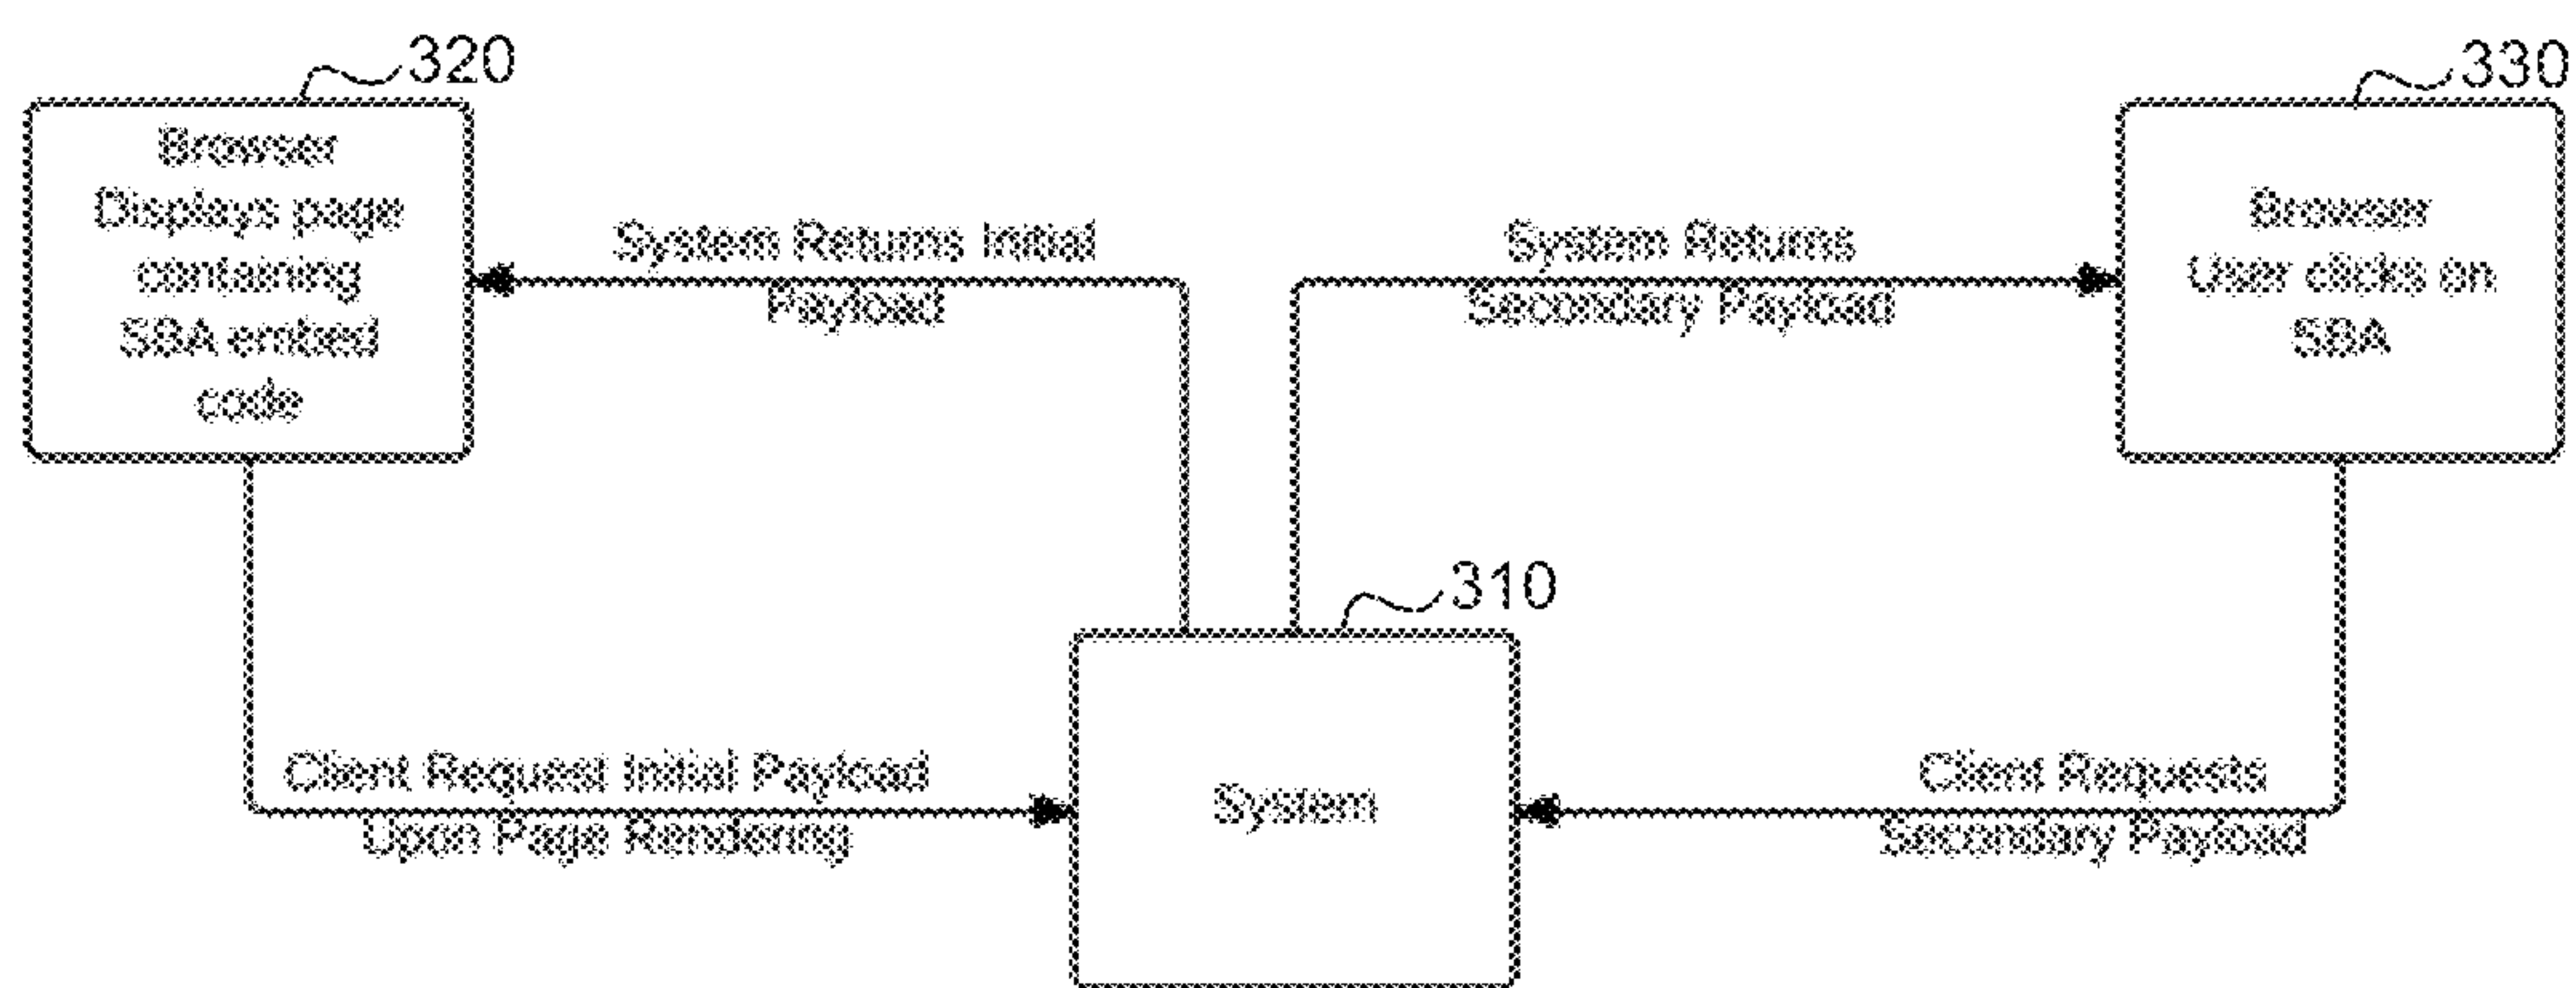 320
330
Browser
Displays page
containing
SBA embed
code
System Returns Initial
Payload
System Returns
Secondary Payload
Browser
User clicks on
SBA
310
Client Request Initial Payload
Upon Page Rendering
System
Client Requests
Secondary Payload